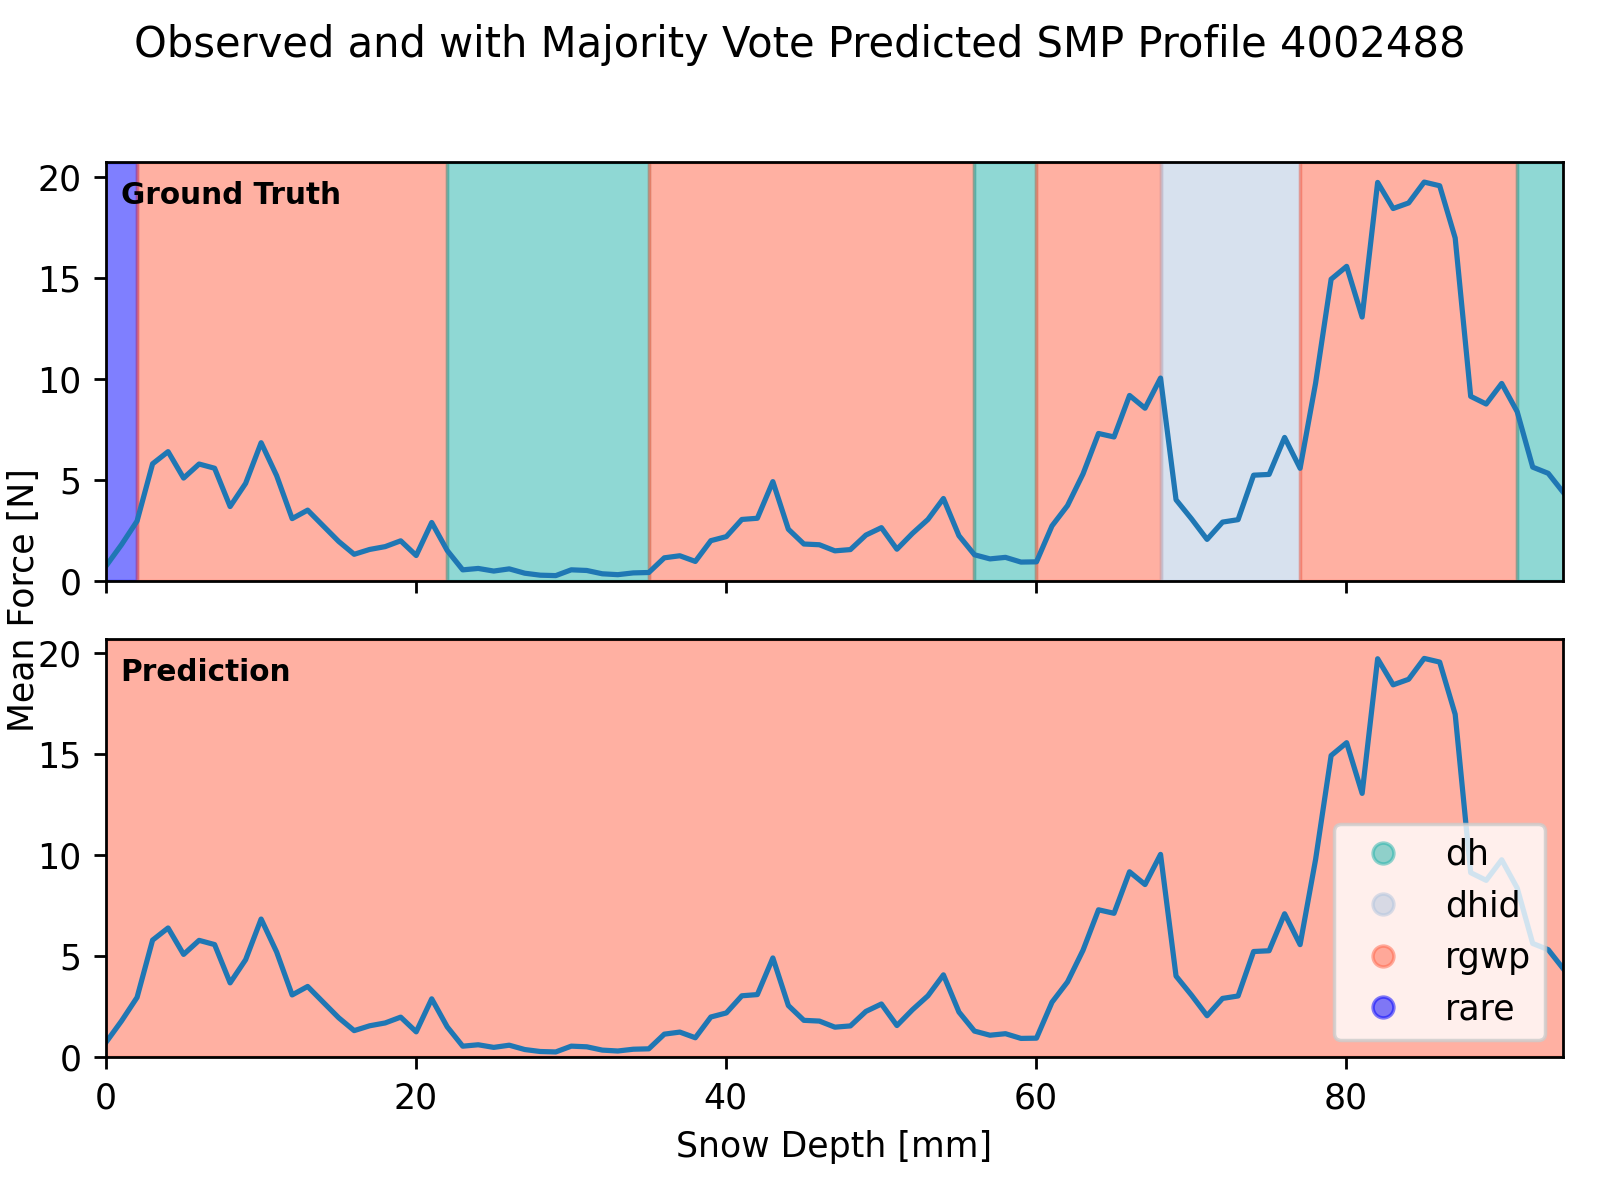 Observed and with Majority Vote Predicted SMP Profile 4002488
Ground Truth
20
15
10
5
0
Mean Force [N]
Prediction
20
15
10
5
0
dh
dhid
rgwp
rare
0 20 40 60 80
Snow Depth [mm]